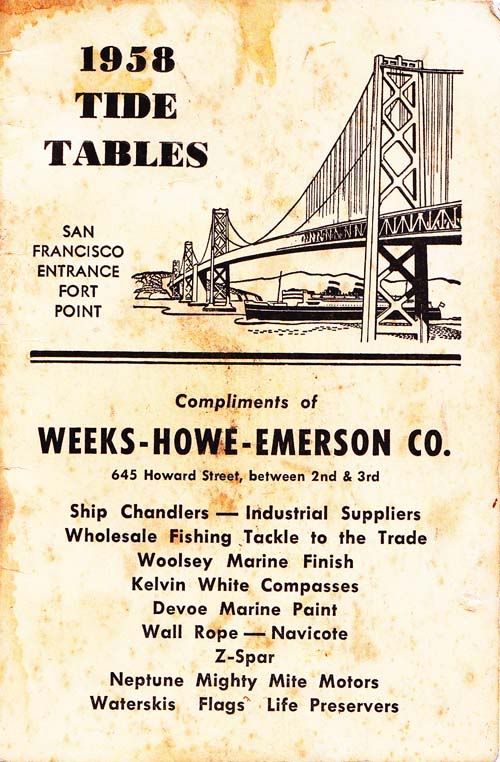 1958
TIDE
TABLES
SAN
FRANCISCO
ENTRANCE
FORT
POINT
Compliments of
WEEKS-HOWE-EMERSON CO.
645 Howard Street, between 2nd & 3rd
Ship Chandlers — Industrial Suppliers
Wholesale Fishing Tackle to the Trade
Woolsey Marine Finish
Kelvin White Compasses
Devoe Marine Paint
Wall Rope — Navicote
Z-Spar
Neptune Mighty Mite Motors
Waterskis Flags Life Preservers